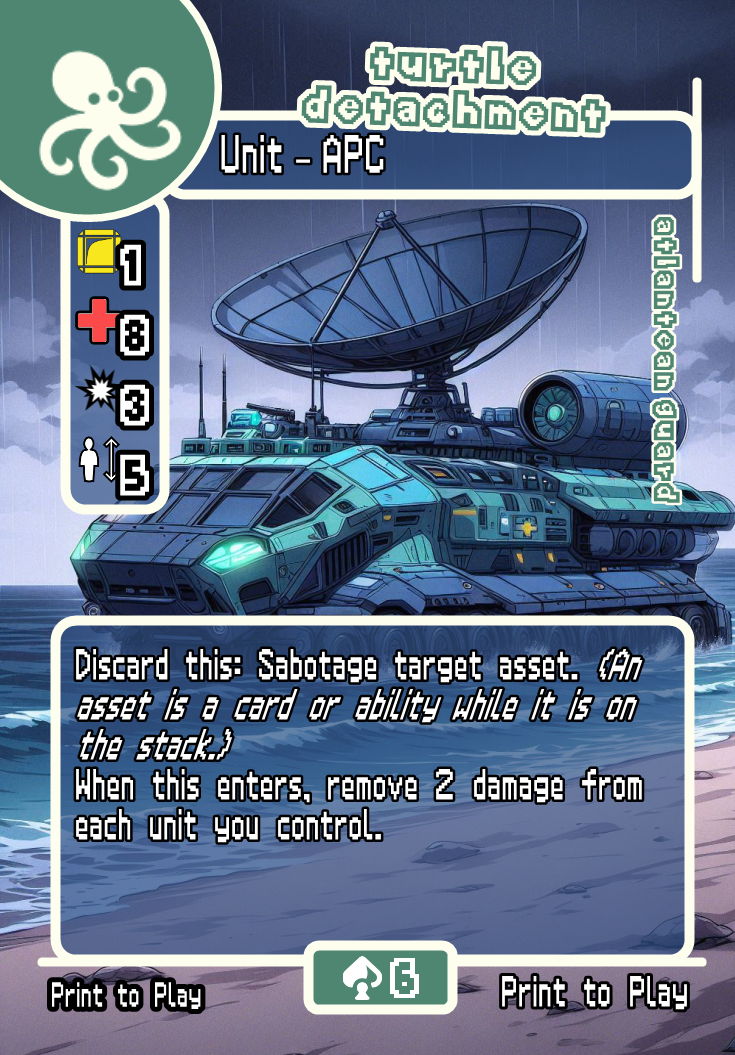 turtle
detachment
Unit – APC
1
8
3
5
atlantean guard
Discard this: Sabotage target asset. (An
asset is a card or ability while it is on
the stack.)
When this enters, remove 2 damage from
each unit you control.
6
Print to Play
Print to Play